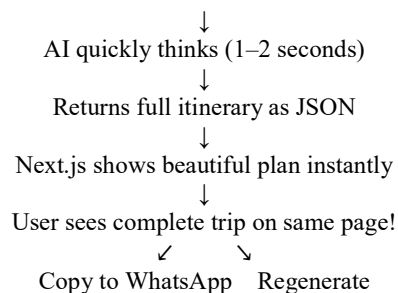 ↓
AI quickly thinks (1–2 seconds)
↓
Returns full itinerary as JSON
↓
Next.js shows beautiful plan instantly
↓
User sees complete trip on same page!
↙ ↘
Copy to WhatsApp Regenerate